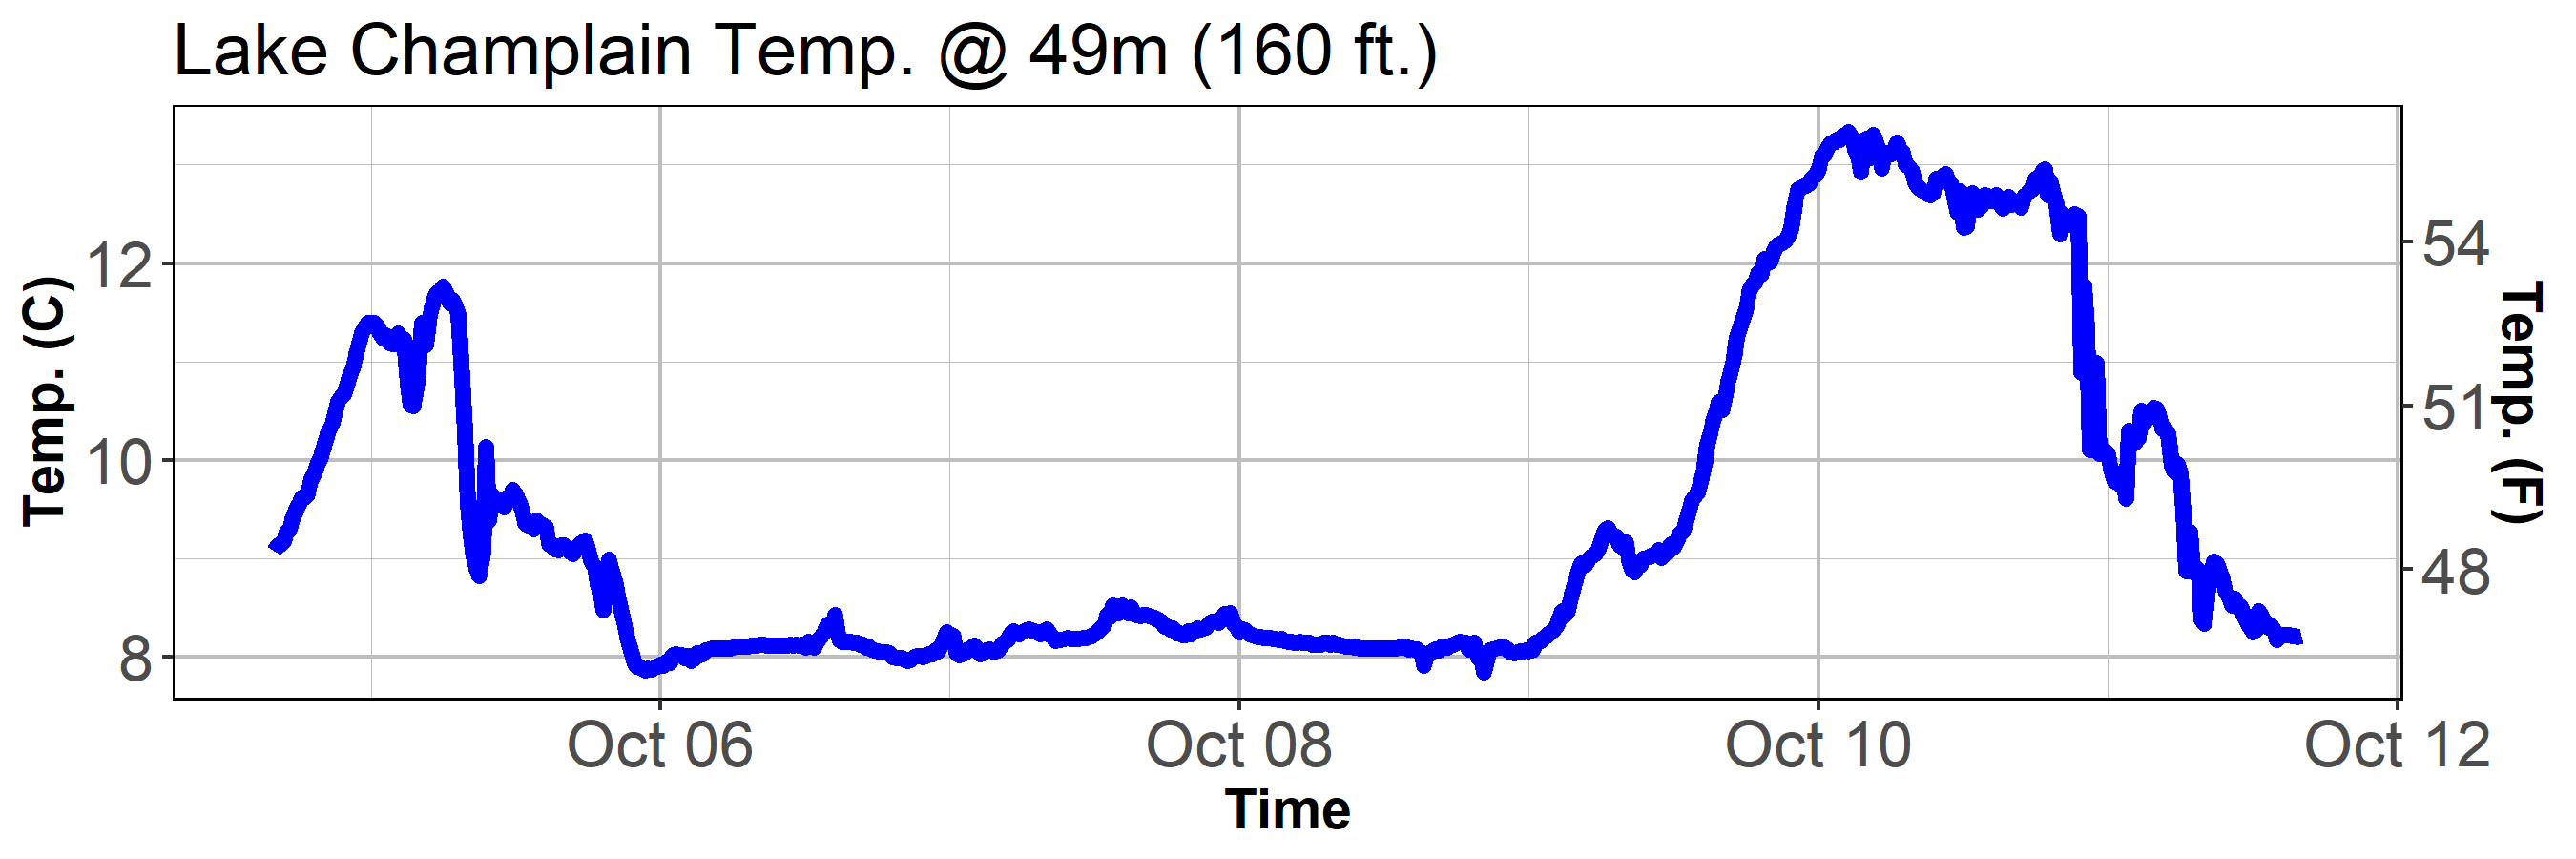 Lake Champlain Temp. @ 49m (160 ft.)
Temp. (C)
12
10
8
54
51
48
Temp. (F)
Oct 06
Oct 08
Oct 10
Oct 12
Time